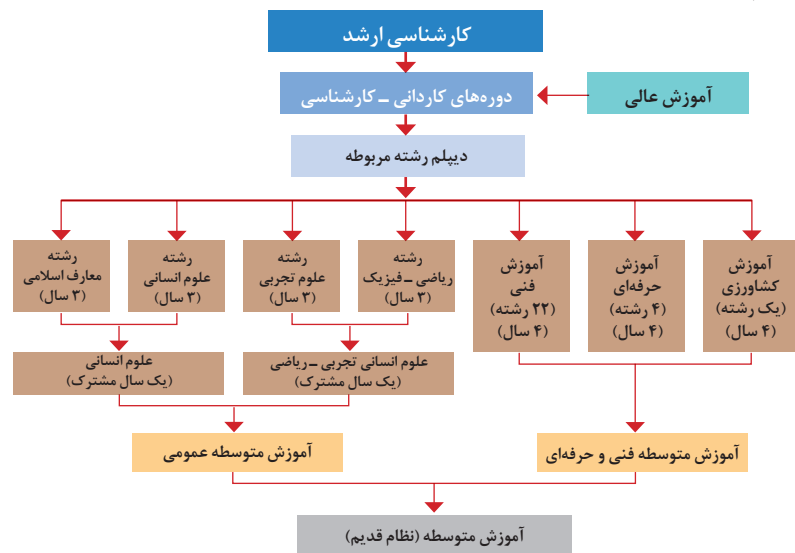 کارشناسی ارشد
دوره‌های کاردانی ــ کارشناسی
آموزش عالی
دیپلم رشته مربوطه
آموزش
کشاورزی
(یک رشته)
(۴ سال)
آموزش
حرفه‌ای
(۴ رشته)
(۴ سال)
آموزش
فنی
(۲۲ رشته)
(۴ سال)
رشته
ریاضی ــ فیزیک
(۳ سال)
رشته
علوم تجربی
(۳ سال)
رشته
علوم انسانی
(۳ سال)
رشته
معارف اسلامی
(۳ سال)
علوم انسانی تجربی ــ ریاضی
(یک سال مشترک)
علوم انسانی
(یک سال مشترک)
آموزش متوسطه فنی و حرفه‌ای
آموزش متوسطه عمومی
آموزش متوسطه (نظام قدیم)